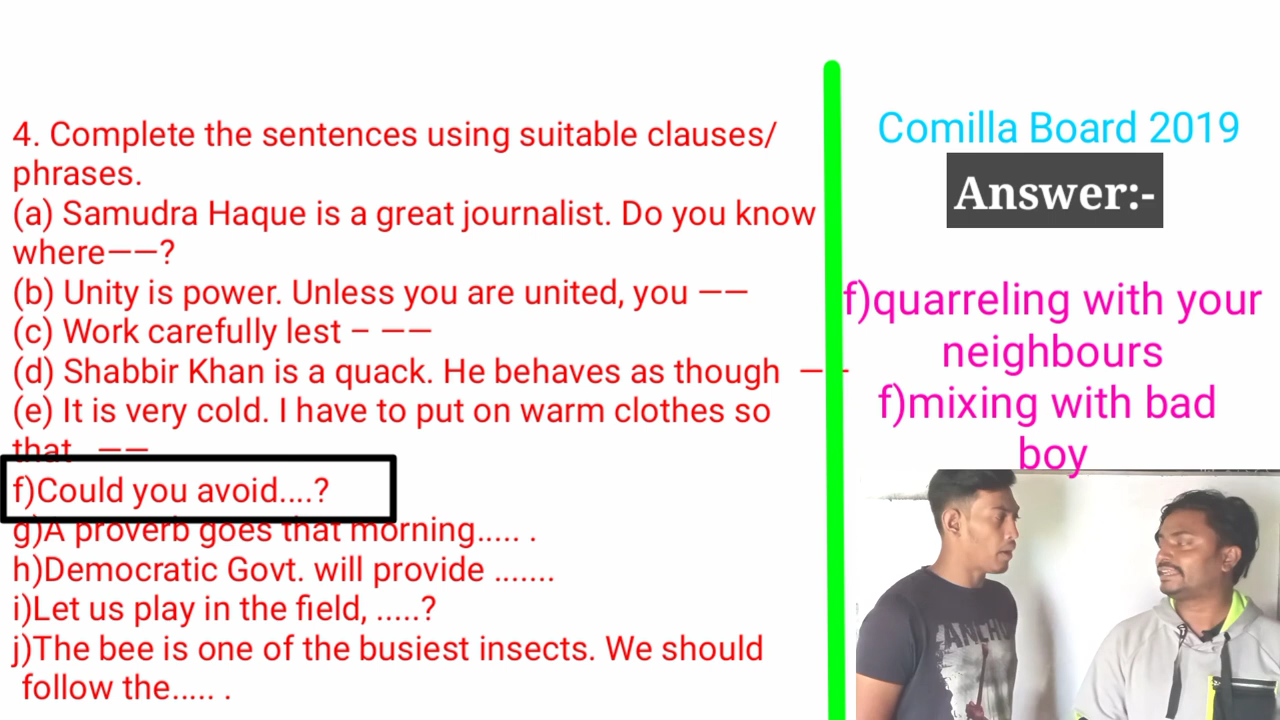 4. Complete the sentences using suitable clauses/
phrases.
(a) Samudra Haque is a great journalist. Do you know
where——?
(b) Unity is power. Unless you are united, you ——
(c) Work carefully lest – ——
(d) Shabbir Khan is a quack. He behaves as though ——
(e) It is very cold. I have to put on warm clothes so
that ——
f)Could you avoid....?
g)A proverb goes that morning..... .
h)Democratic Govt. will provide .......
i)Let us play in the field, .....?
j)The bee is one of the busiest insects. We should
follow the..... .
Comilla Board 2019
Answer:-
f)quarreling with your
neighbours
f)mixing with bad
boy